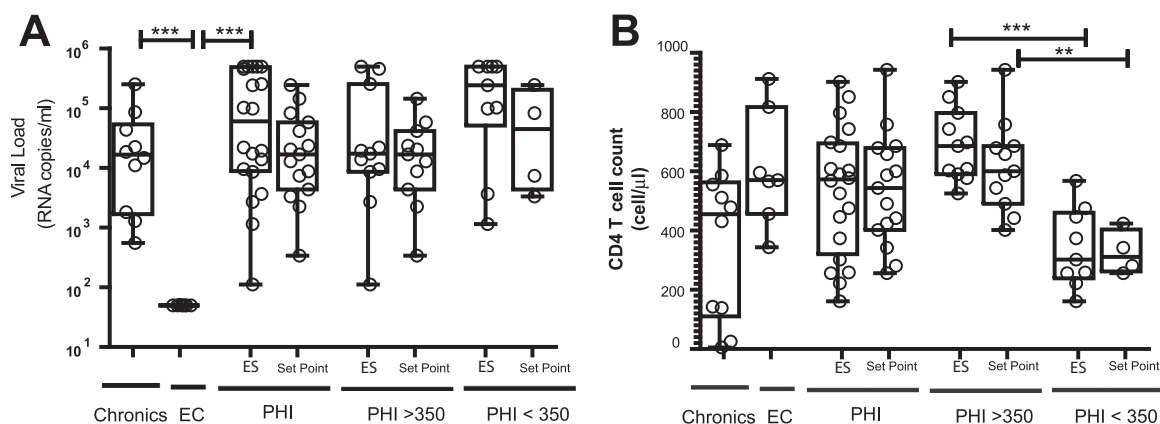 A
*** ***
Viral Load
(RNA copies/ml)
10^6
10^5
10^4
10^3
10^2
10^1
ES Set Point ES Set Point ES Set Point
Chronics EC PHI PHI >350 PHI < 350
B
***
**
CD4 T cell count
(cell/µl)
1000
800
600
400
200
0
ES Set Point ES Set Point ES Set Point
Chronics EC PHI PHI >350 PHI < 350